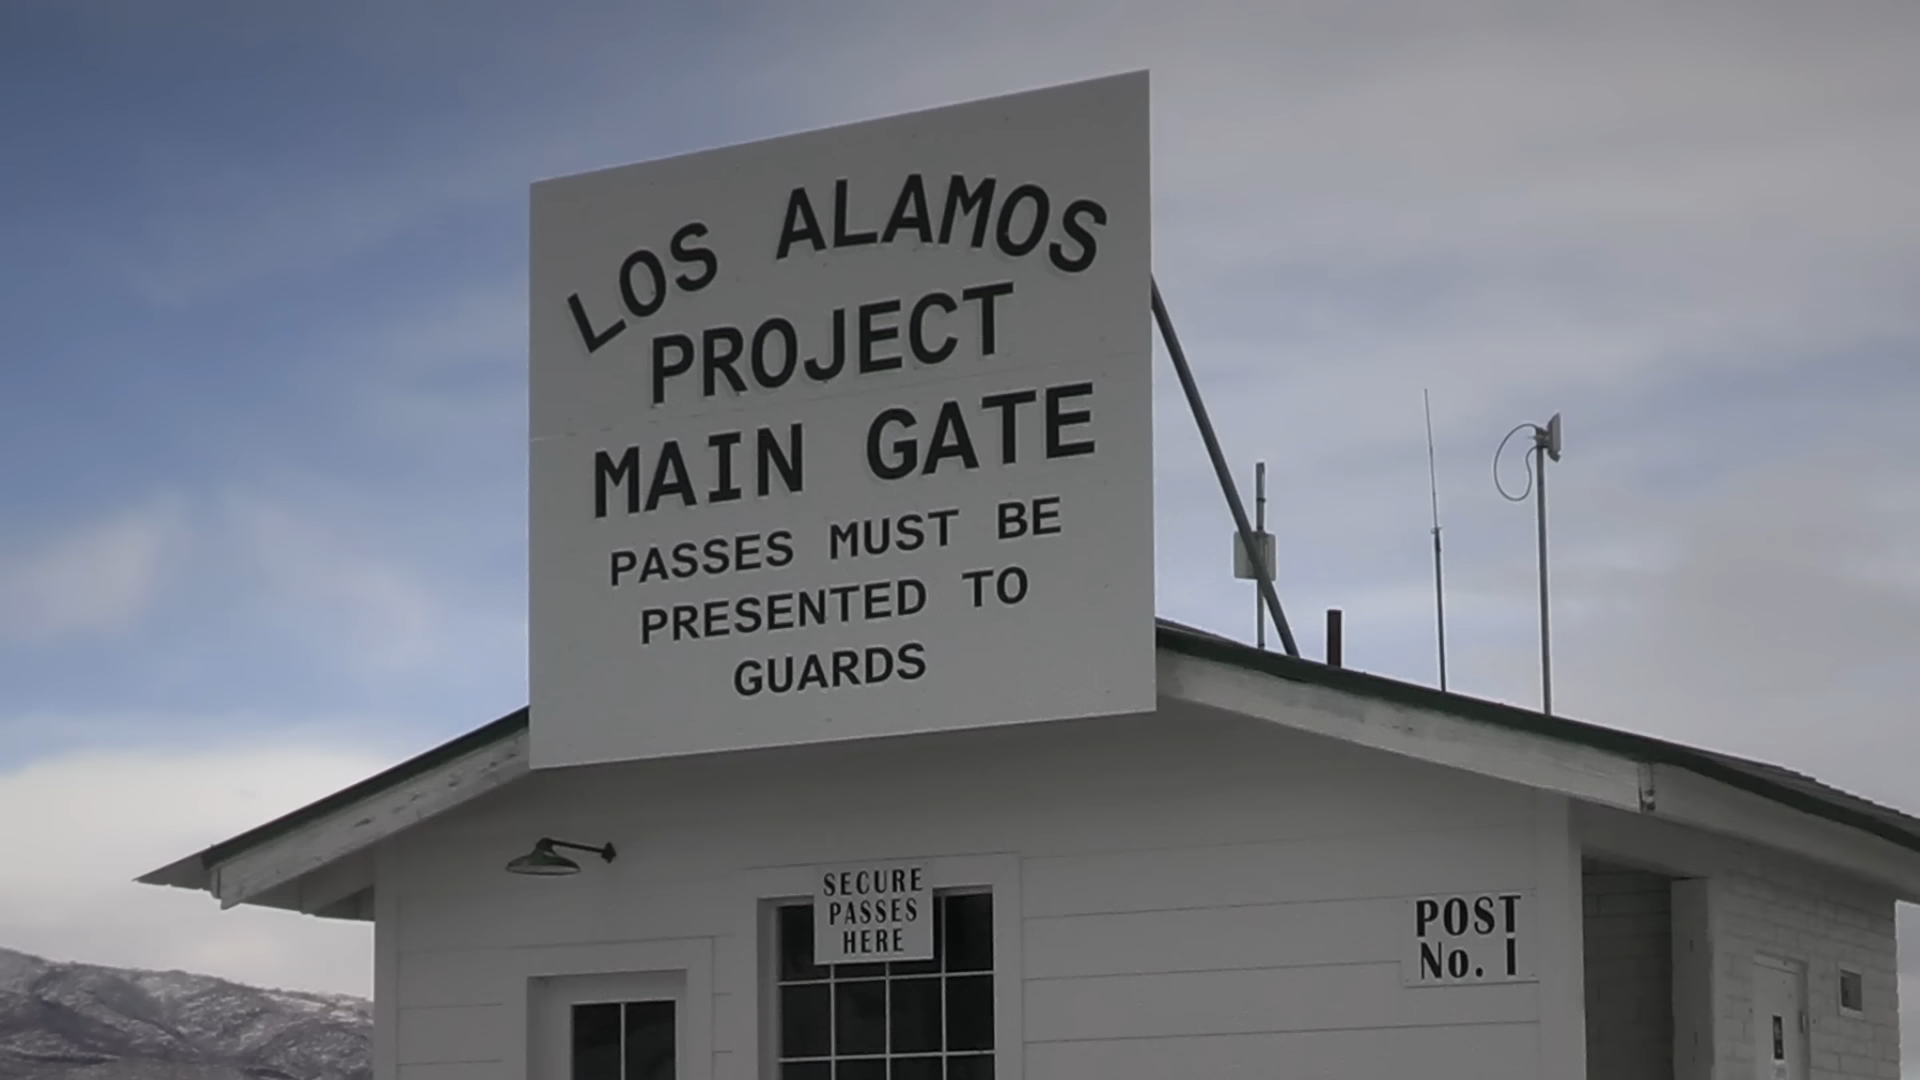 LOS ALAMOS
PROJECT
MAIN GATE
PASSES MUST BE
PRESENTED TO
GUARDS
SECURE
PASSES
HERE
POST
No. 1